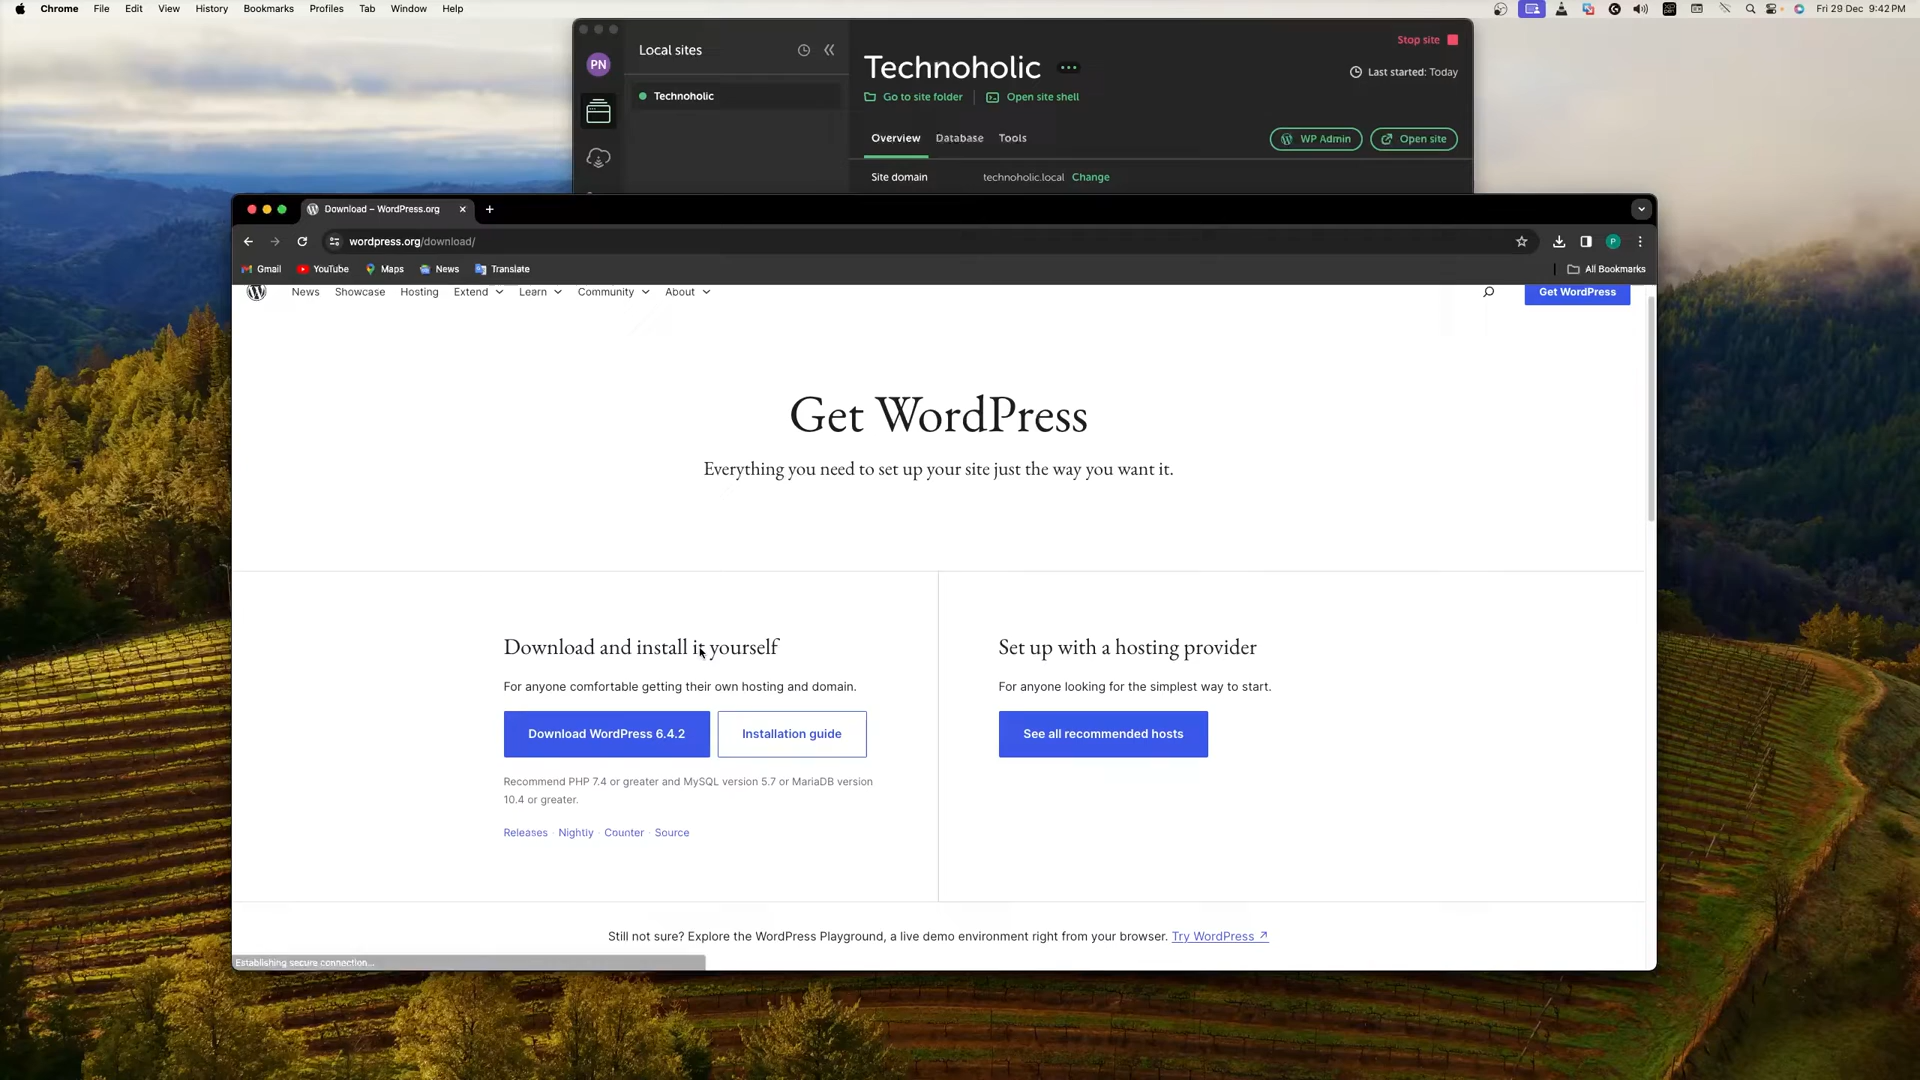 Chrome File Edit View History Bookmarks Profiles Tab Window Help
Fri 29 Dec 9:42 PM
PN
Local sites
Technoholic
Technoholic
Stop site
Last started: Today
Go to site folder
Open site shell
Overview Database Tools
WP Admin
Open site
Site domain technoholic.local Change
Download – WordPress.org
wordpress.org/download/
Gmail YouTube Maps News Translate
All Bookmarks
News Showcase Hosting Extend Learn Community About
Get WordPress
Get WordPress
Everything you need to set up your site just the way you want it.
Download and install it yourself
For anyone comfortable getting their own hosting and domain.
Download WordPress 6.4.2
Installation guide
Recommend PHP 7.4 or greater and MySQL version 5.7 or MariaDB version
10.4 or greater.
Releases · Nightly · Counter · Source
Set up with a hosting provider
For anyone looking for the simplest way to start.
See all recommended hosts
Still not sure? Explore the WordPress Playground, a live demo environment right from your browser. Try WordPress ↗
Establishing secure connection...